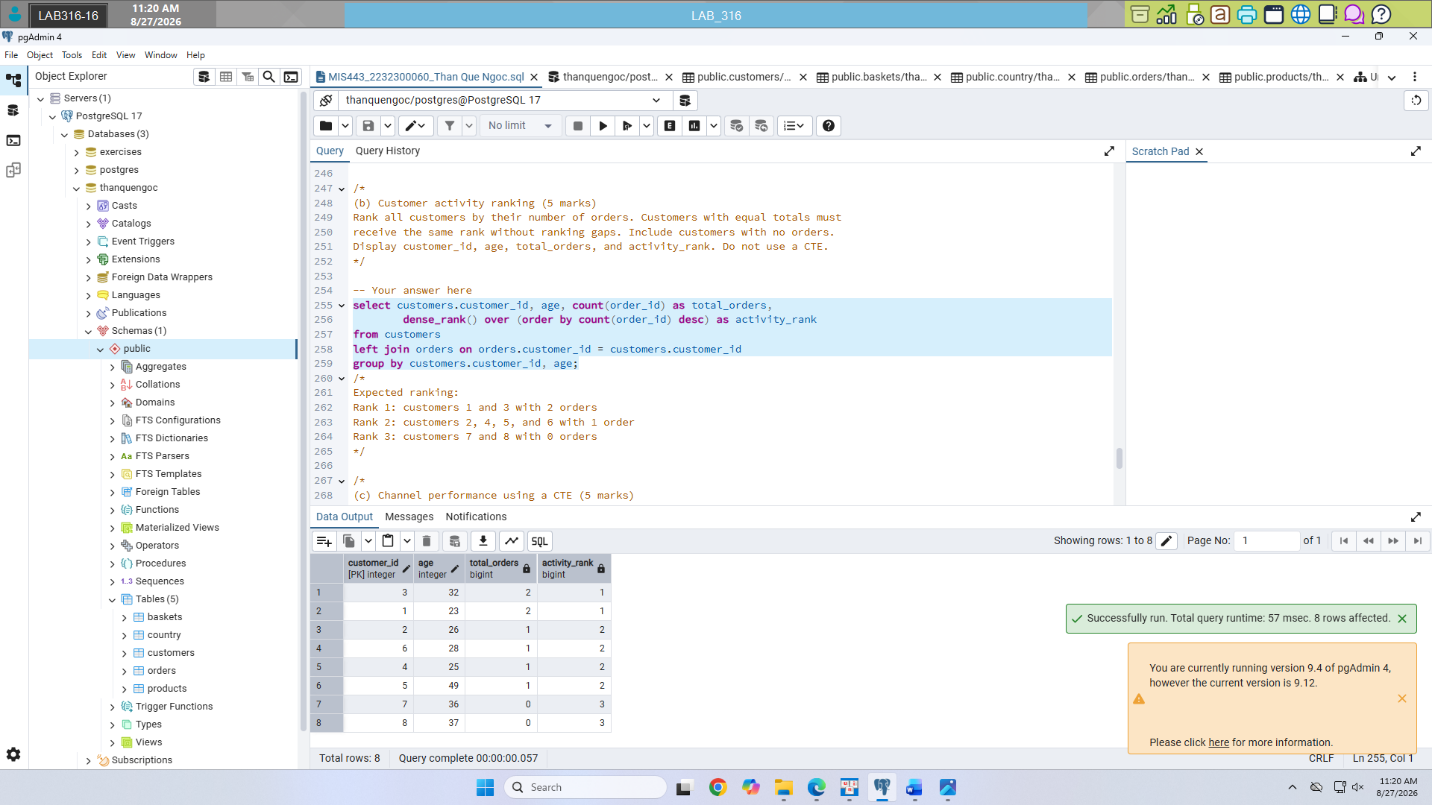 LAB316-16
11:20 AM
8/27/2026
LAB_316
pgAdmin 4
File Object Tools Edit View Window Help
Object Explorer
MIS443_2232300060_Than Que Ngoc.sql
thanquengoc/post...
public.customers/...
public.baskets/tha...
public.country/tha...
public.orders/than...
public.products/th...
thanquengoc/postgres@PostgreSQL 17
No limit
Query Query History
Scratch Pad
Servers (1)
PostgreSQL 17
Databases (3)
exercises
postgres
thanquengoc
Casts
Catalogs
Event Triggers
Extensions
Foreign Data Wrappers
Languages
Publications
Schemas (1)
public
Aggregates
Collations
Domains
FTS Configurations
FTS Dictionaries
FTS Parsers
FTS Templates
Foreign Tables
Functions
Materialized Views
Operators
Procedures
Sequences
Tables (5)
baskets
country
customers
orders
products
Trigger Functions
Types
Views
Subscriptions
246
247 /*
248 (b) Customer activity ranking (5 marks)
249 Rank all customers by their number of orders. Customers with equal totals must
250 receive the same rank without ranking gaps. Include customers with no orders.
251 Display customer_id, age, total_orders, and activity_rank. Do not use a CTE.
252 */
253
254 -- Your answer here
255 select customers.customer_id, age, count(order_id) as total_orders,
256 dense_rank() over (order by count(order_id) desc) as activity_rank
257 from customers
258 left join orders on orders.customer_id = customers.customer_id
259 group by customers.customer_id, age;
260 /*
261 Expected ranking:
262 Rank 1: customers 1 and 3 with 2 orders
263 Rank 2: customers 2, 4, 5, and 6 with 1 order
264 Rank 3: customers 7 and 8 with 0 orders
265 */
266
267 /*
268 (c) Channel performance using a CTE (5 marks)
Data Output Messages Notifications
SQL
Showing rows: 1 to 8
Page No: 1 of 1
customer_id age total_orders activity_rank
[PK] integer integer bigint bigint
1 3 32 2 1
2 1 23 2 1
3 2 26 1 2
4 6 28 1 2
5 4 25 1 2
6 5 49 1 2
7 7 36 0 3
8 8 37 0 3
Successfully run. Total query runtime: 57 msec. 8 rows affected.
You are currently running version 9.4 of pgAdmin 4,
however the current version is 9.12.
Please click here for more information.
Total rows: 8 Query complete 00:00:00.057
CRLF Ln 255, Col 1
Search
11:20 AM
8/27/2026